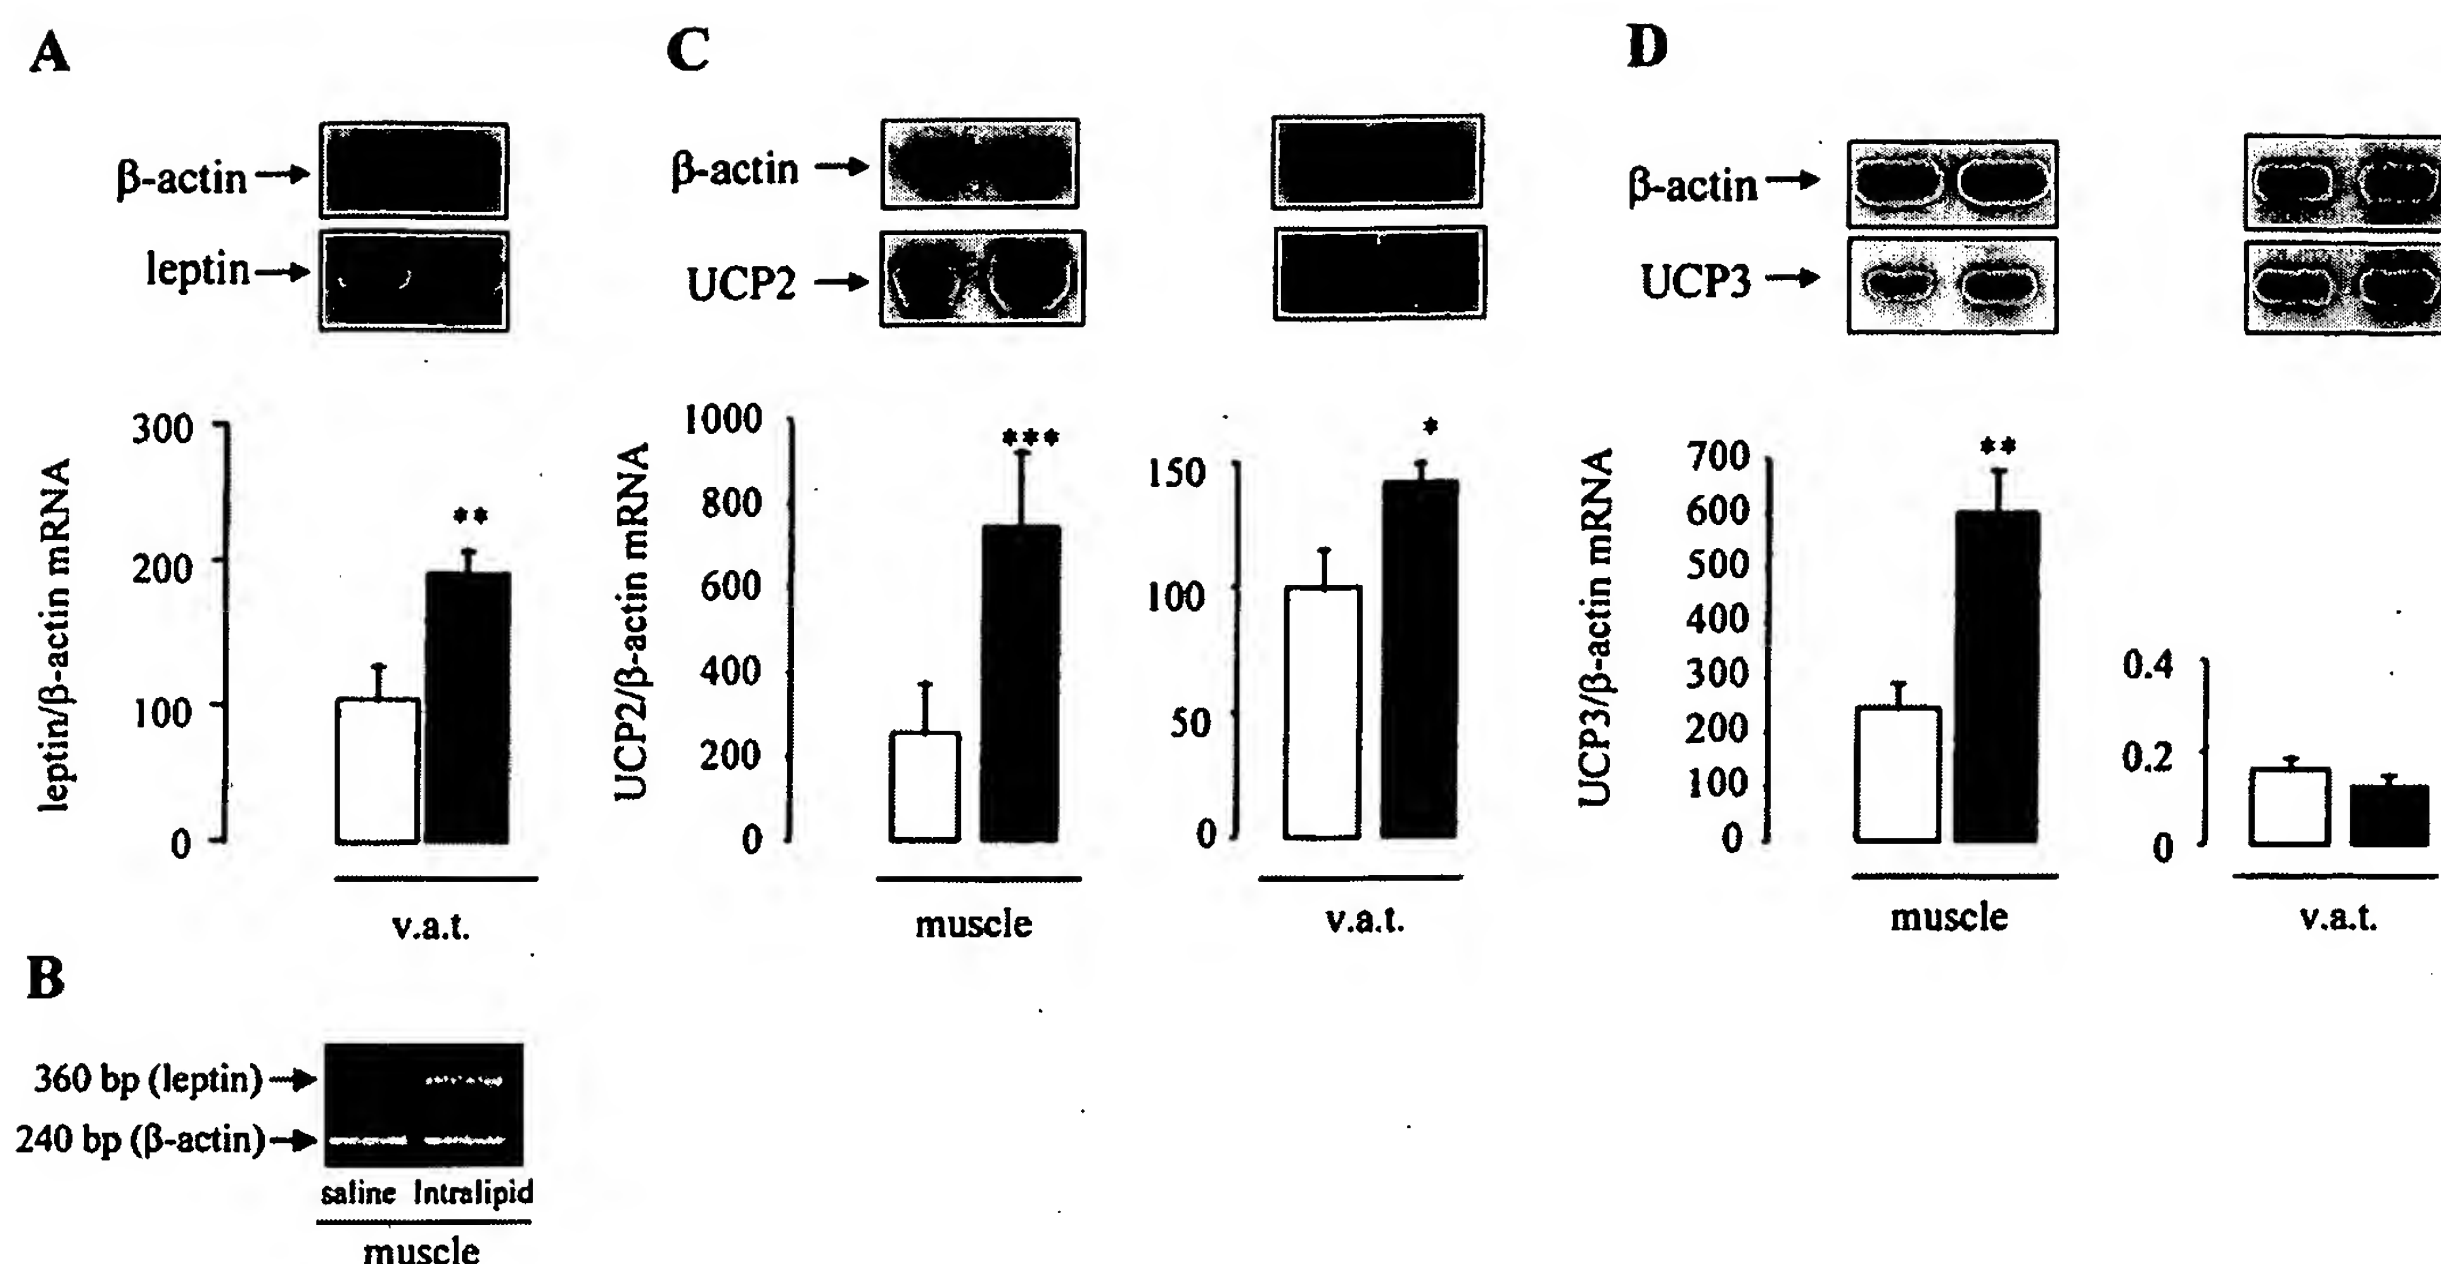 A
β-actin
leptin
300
200
100
0
leptin/β-actin mRNA
**
v.a.t.
B
360 bp (leptin)
240 bp (β-actin)
saline Intralipid
muscle
C
β-actin
UCP2
1000
800
600
400
200
0
UCP2/β-actin mRNA
***
muscle
150
100
50
0
*
v.a.t.
D
β-actin
UCP3
700
600
500
400
300
200
100
0
UCP3/β-actin mRNA
**
muscle
0.4
0.2
0
v.a.t.